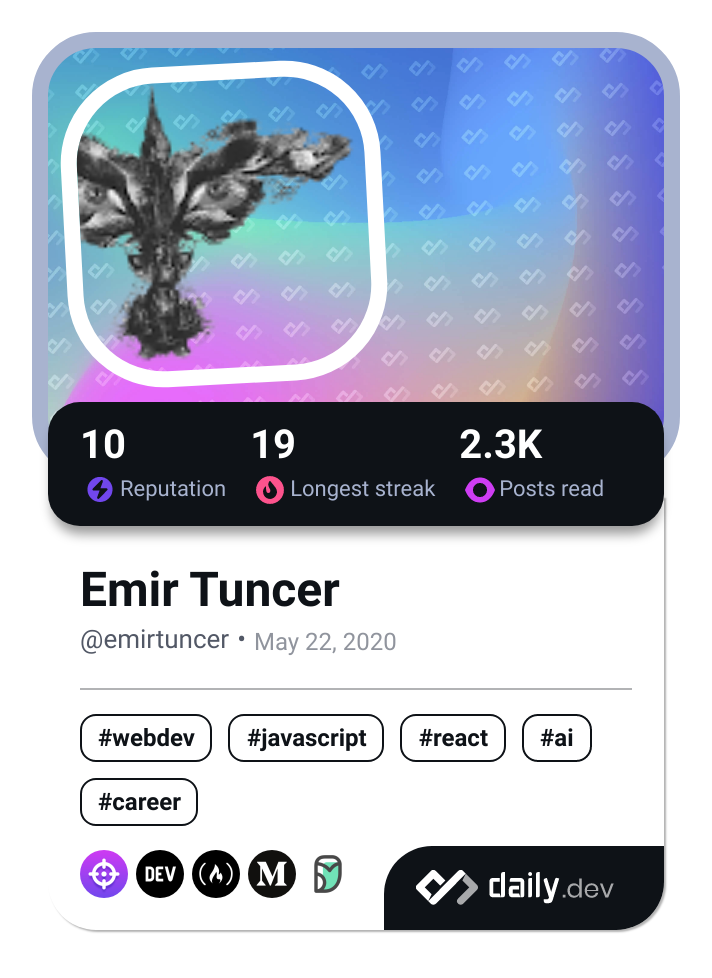 10 19 2.3K
Reputation Longest streak Posts read
Emir Tuncer
@emirtuncer • May 22, 2020
#webdev #javascript #react #ai
#career
DEV M
daily.dev